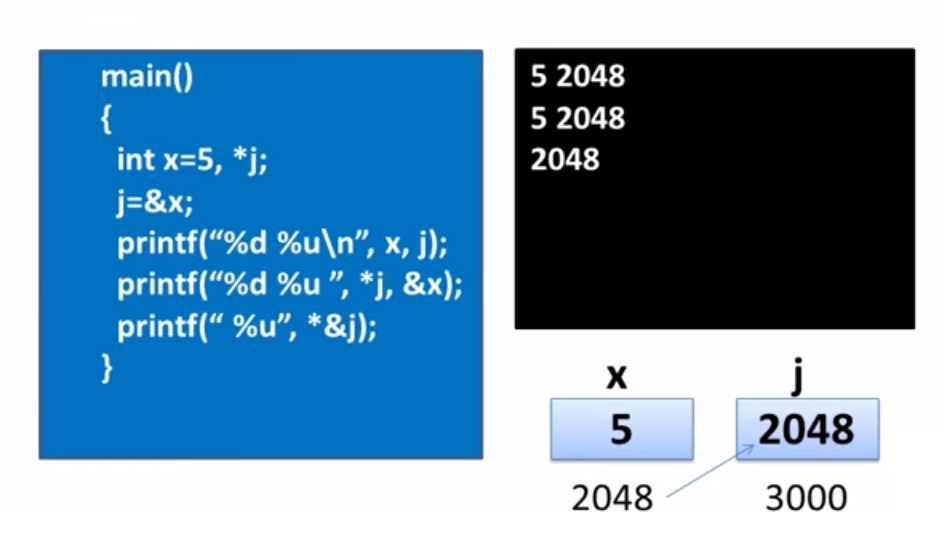 main()
{
int x=5, *j;
j=&x;
printf(“%d %u\n”, x, j);
printf(“%d %u ”, *j, &x);
printf(“ %u”, *&j);
}
5 2048
5 2048
2048
x j
5 2048
2048 3000